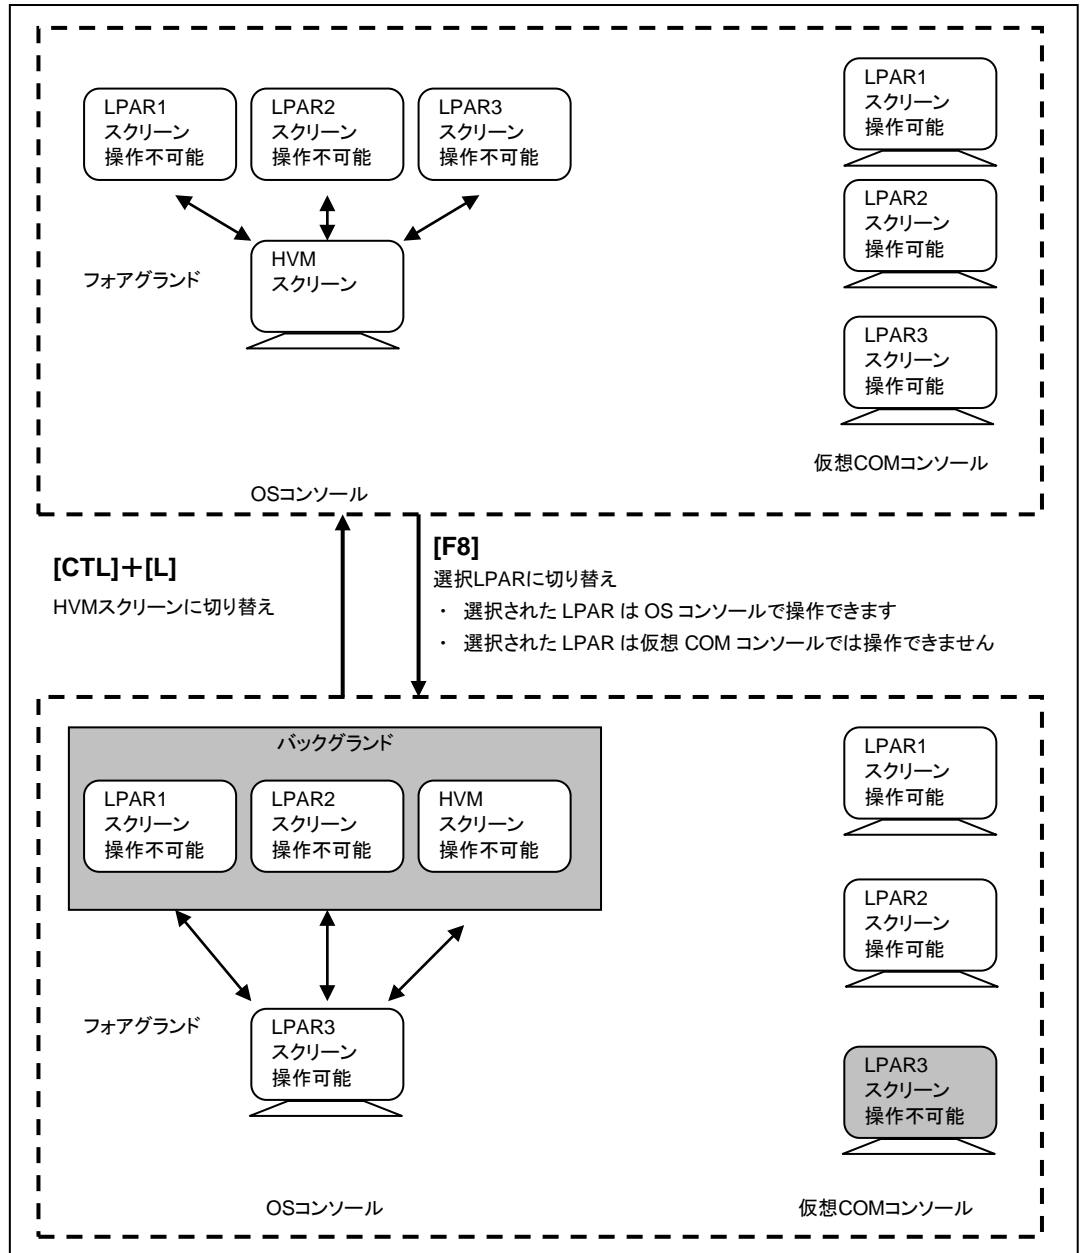 LPAR1
スクリーン
操作不可能
LPAR2
スクリーン
操作不可能
LPAR3
スクリーン
操作不可能
フォアグランド
HVM
スクリーン
OSコンソール
LPAR1
スクリーン
操作可能
LPAR2
スクリーン
操作可能
LPAR3
スクリーン
操作可能
仮想COMコンソール
[CTL]＋[L]
HVMスクリーンに切り替え
[F8]
選択LPARに切り替え
・ 選択された LPAR は OS コンソールで操作できます
・ 選択された LPAR は仮想 COM コンソールでは操作できません
バックグランド
LPAR1
スクリーン
操作不可能
LPAR2
スクリーン
操作不可能
HVM
スクリーン
操作不可能
フォアグランド
LPAR3
スクリーン
操作可能
OSコンソール
LPAR1
スクリーン
操作可能
LPAR2
スクリーン
操作可能
LPAR3
スクリーン
操作不可能
仮想COMコンソール